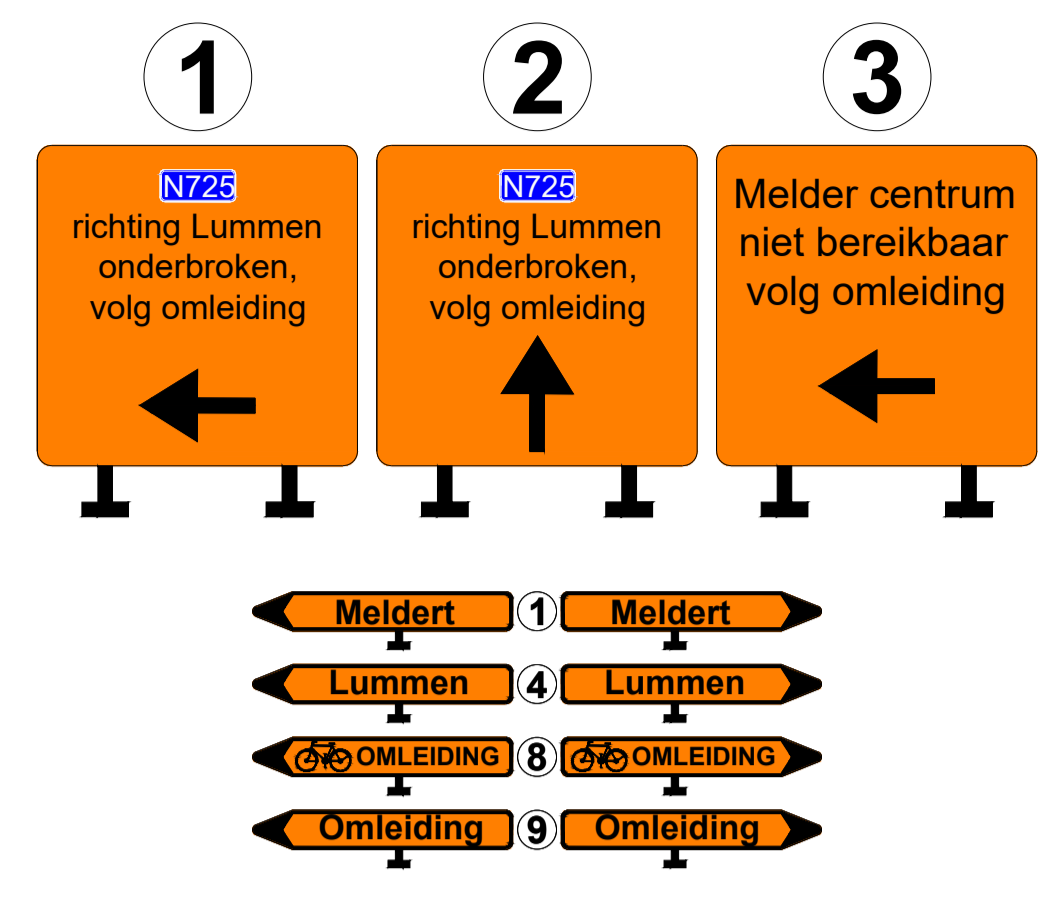 1
2
3
N725
richting Lummen
onderbroken,
volg omleiding
N725
richting Lummen
onderbroken,
volg omleiding
Melder centrum
niet bereikbaar
volg omleiding
Meldert 1 Meldert
Lummen 4 Lummen
OMLEIDING 8 OMLEIDING
Omleiding 9 Omleiding